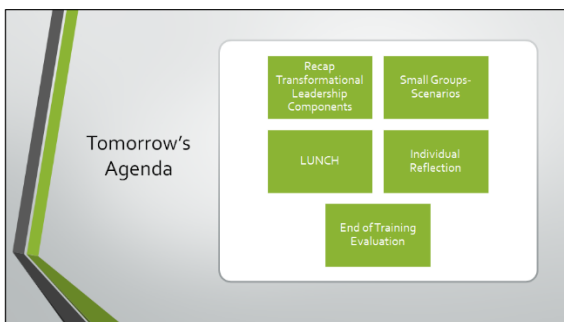 Tomorrow's
Agenda
Recap
Transformational
Leadership
Components
Small Groups-
Scenarios
LUNCH
Individual
Reflection
End of Training
Evaluation